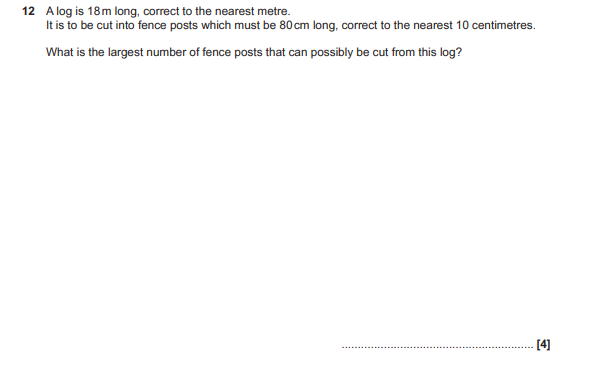 12 A log is 18 m long, correct to the nearest metre.
It is to be cut into fence posts which must be 80 cm long, correct to the nearest 10 centimetres.
What is the largest number of fence posts that can possibly be cut from this log?
............................................................ [4]